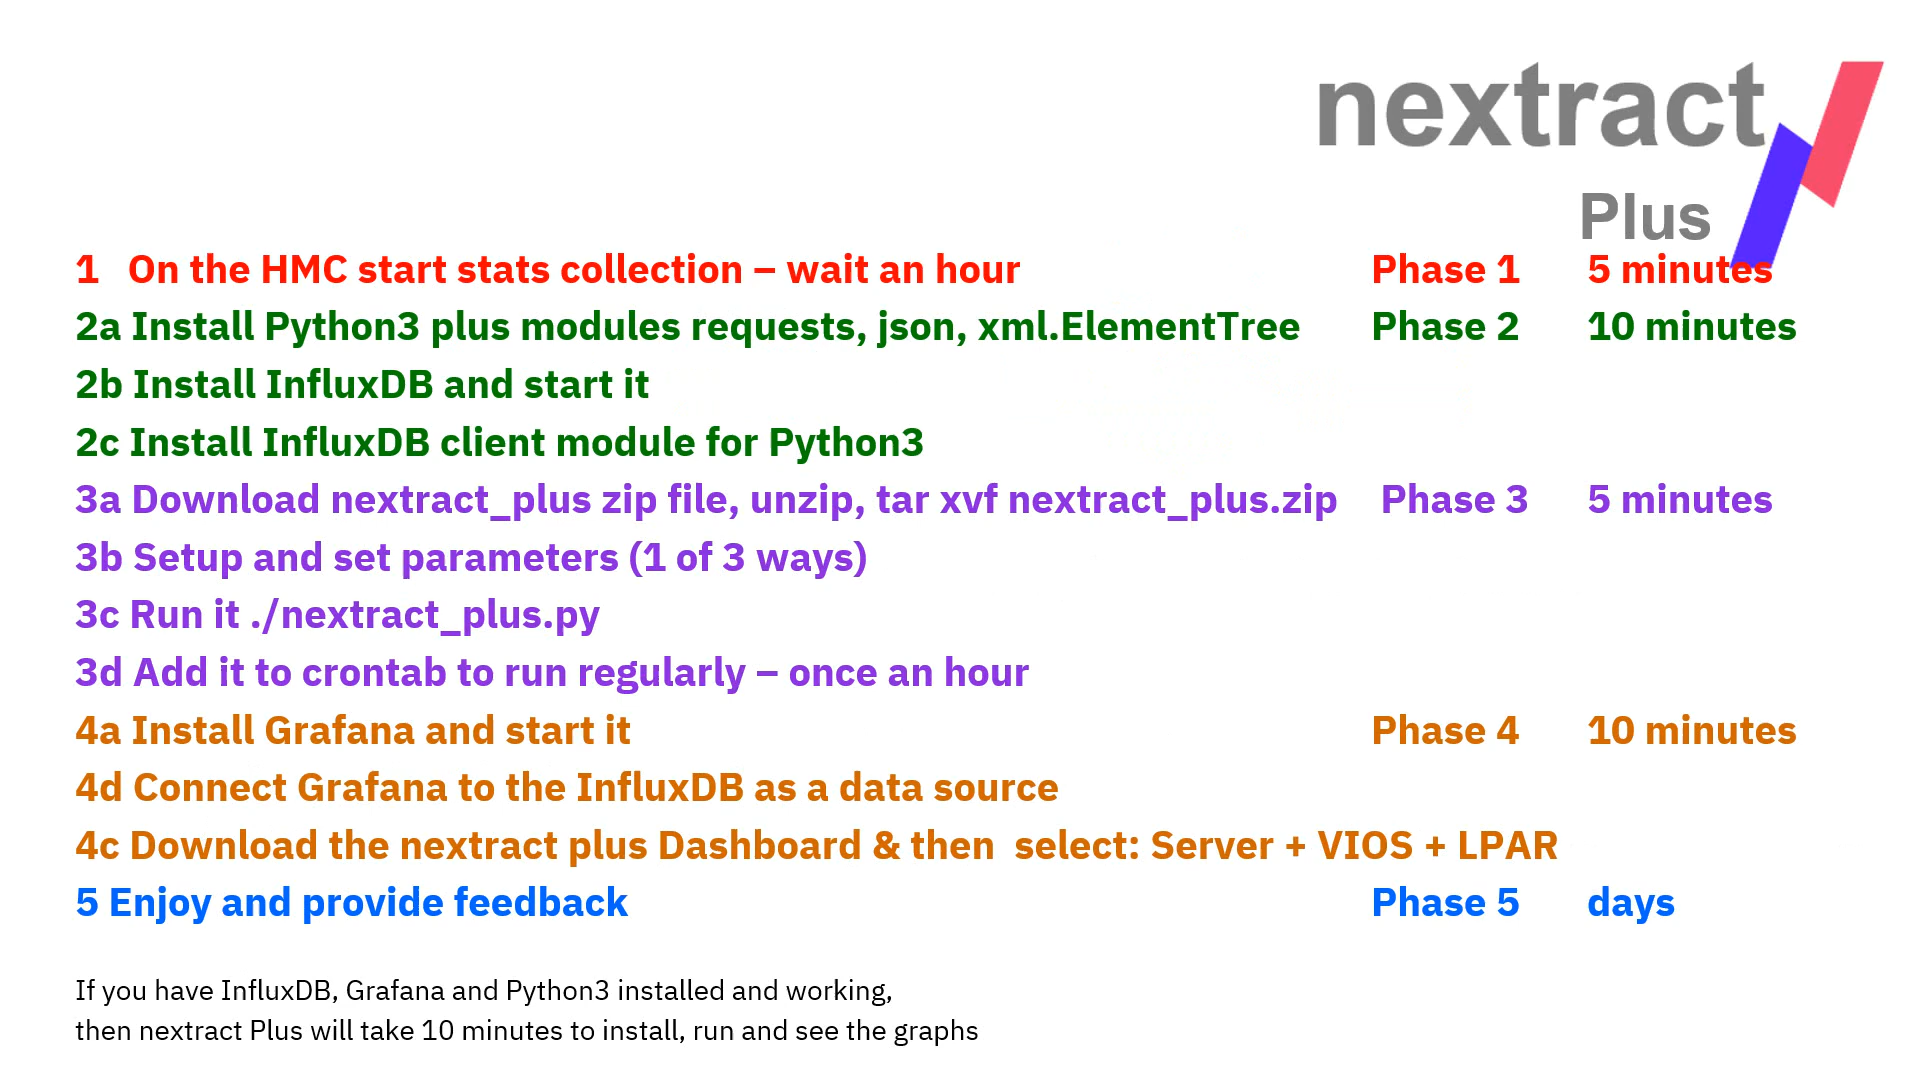 nextract
Plus
1 On the HMC start stats collection – wait an hour Phase 1 5 minutes
2a Install Python3 plus modules requests, json, xml.ElementTree Phase 2 10 minutes
2b Install InfluxDB and start it
2c Install InfluxDB client module for Python3
3a Download nextract_plus zip file, unzip, tar xvf nextract_plus.zip Phase 3 5 minutes
3b Setup and set parameters (1 of 3 ways)
3c Run it ./nextract_plus.py
3d Add it to crontab to run regularly – once an hour
4a Install Grafana and start it Phase 4 10 minutes
4d Connect Grafana to the InfluxDB as a data source
4c Download the nextract plus Dashboard & then select: Server + VIOS + LPAR
5 Enjoy and provide feedback Phase 5 days
If you have InfluxDB, Grafana and Python3 installed and working,
then nextract Plus will take 10 minutes to install, run and see the graphs